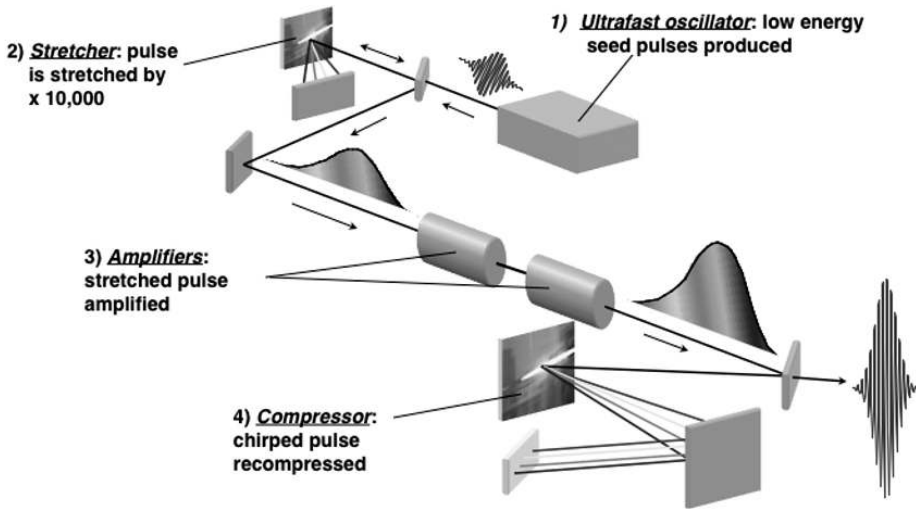 1) Ultrafast oscillator: low energy
seed pulses produced
2) Stretcher: pulse
is stretched by
x 10,000
3) Amplifiers:
stretched pulse
amplified
4) Compressor:
chirped pulse
recompressed